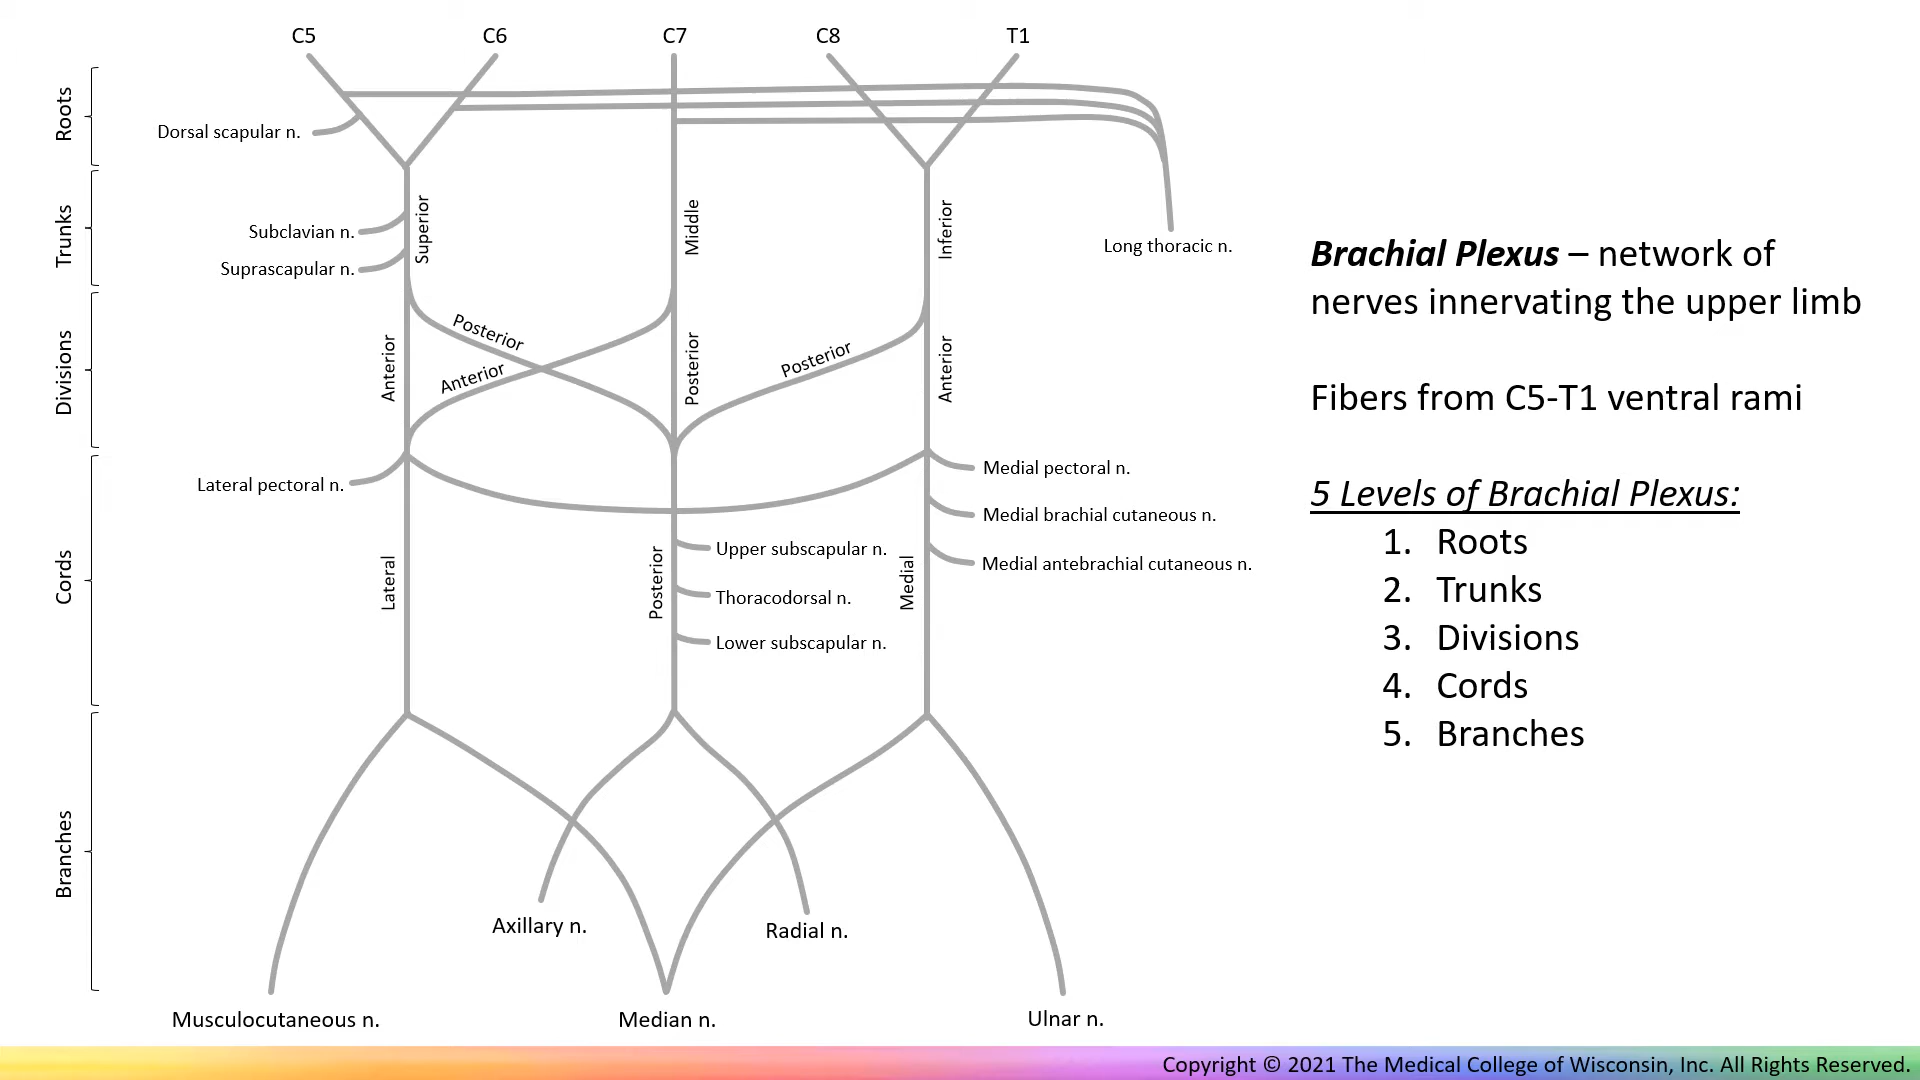 C5
C6
C7
C8
T1
Roots
Dorsal scapular n.
Long thoracic n.
Trunks
Superior
Middle
Inferior
Subclavian n.
Suprascapular n.
Divisions
Anterior
Posterior
Anterior
Posterior
Posterior
Anterior
Cords
Lateral pectoral n.
Medial pectoral n.
Medial brachial cutaneous n.
Medial antebrachial cutaneous n.
Upper subscapular n.
Thoracodorsal n.
Lower subscapular n.
Lateral
Posterior
Medial
Branches
Axillary n.
Radial n.
Musculocutaneous n.
Median n.
Ulnar n.
Brachial Plexus – network of
nerves innervating the upper limb
Fibers from C5-T1 ventral rami
5 Levels of Brachial Plexus:
1. Roots
2. Trunks
3. Divisions
4. Cords
5. Branches
Copyright © 2021 The Medical College of Wisconsin, Inc. All Rights Reserved.